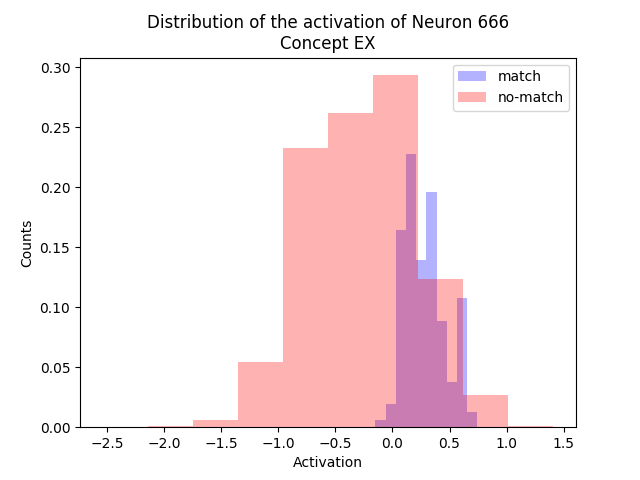 Distribution of the activation of Neuron 666
Concept EX
match
no-match
Counts
0.30
0.25
0.20
0.15
0.10
0.05
0.00
−2.5 −2.0 −1.5 −1.0 −0.5 0.0 0.5 1.0 1.5
Activation